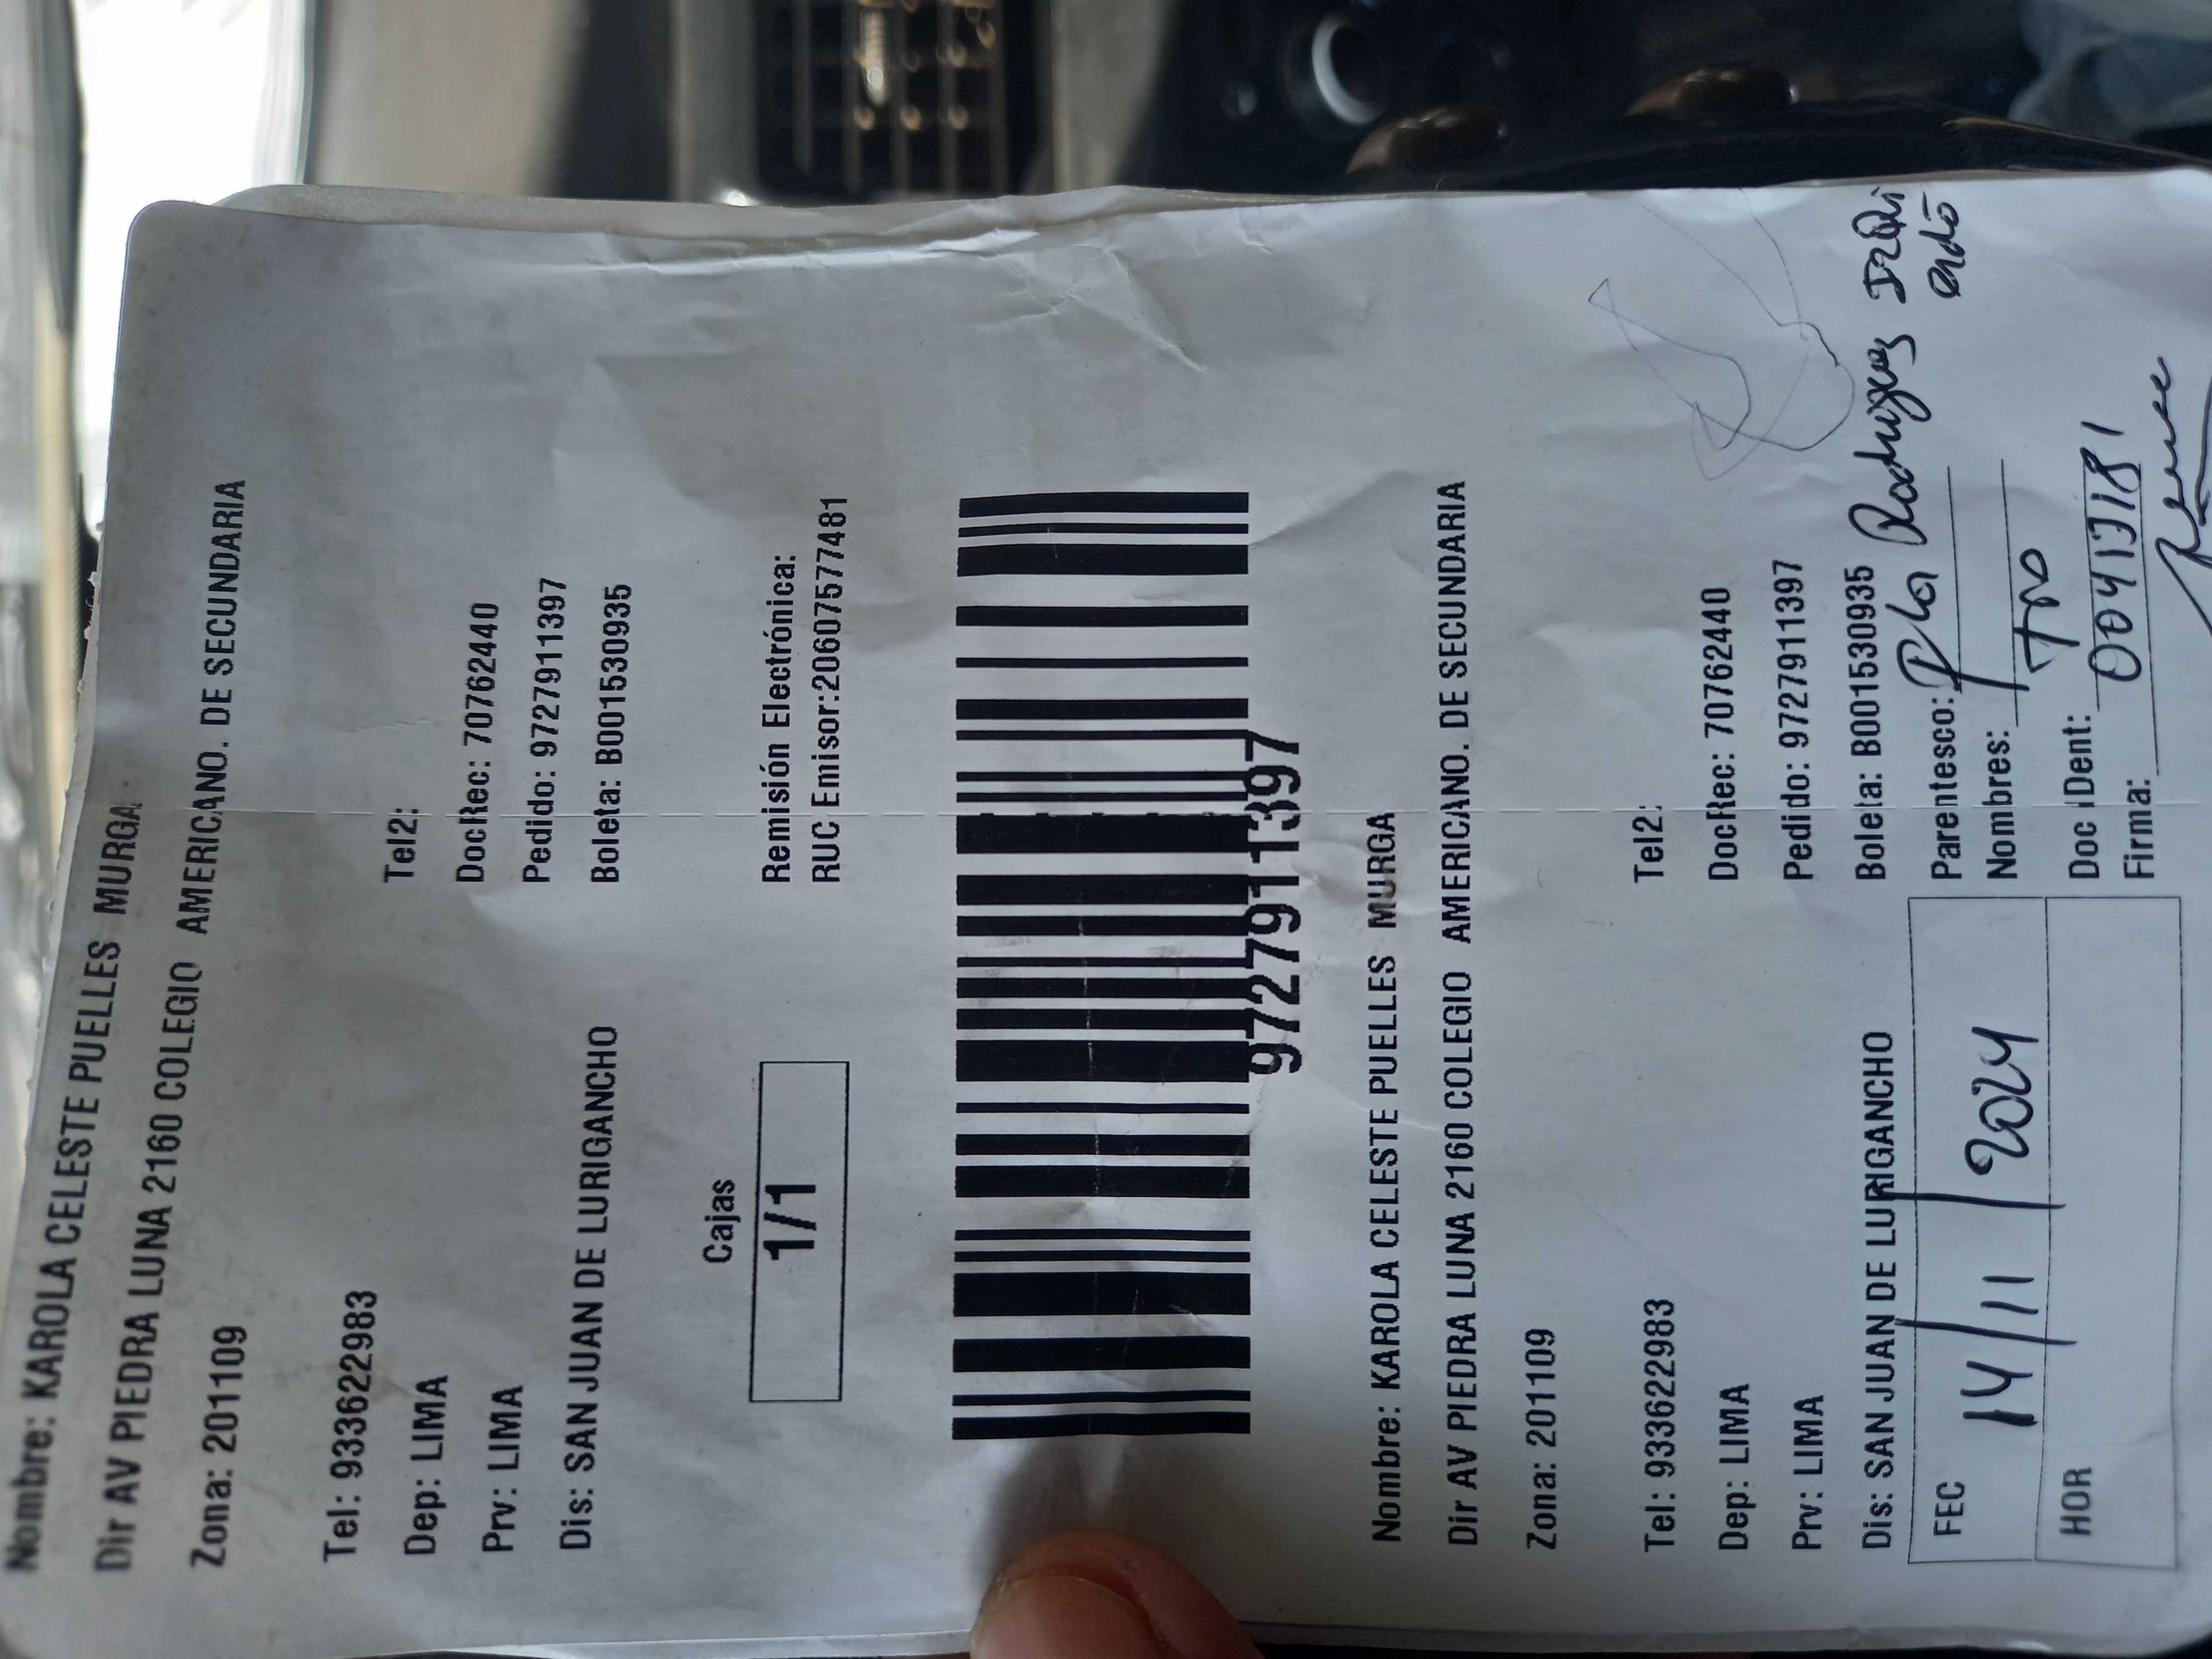 Nombre: KAROLA CELESTE PUELLES MURGA
Dir AV PIEDRA LUNA 2160 COLEGIO AMERICANO. DE SECUNDARIA
Zona: 201109
Tel: 933622983
Tel2:
Dep: LIMA
DocRec: 70762440
Prv: LIMA
Pedido: 972791397
Dis: SAN JUAN DE LURIGANCHO
Boleta: B001530935
Cajas
1/1
Remisión Electrónica:
RUC Emisor:20607577481
9727911397
Nombre: KAROLA CELESTE PUELLES MURGA
Dir AV PIEDRA LUNA 2160 COLEGIO AMERICANO. DE SECUNDARIA
Zona: 201109
Tel: 933622983
Tel2:
Dep: LIMA
DocRec: 70762440
Prv: LIMA
Pedido: 9727911397
Dis: SAN JUAN DE LURIGANCHO
Boleta: B001530935
FEC 14/11/2024
Parentesco:
Nombres:
HOR
Doc iDent:
Firma: